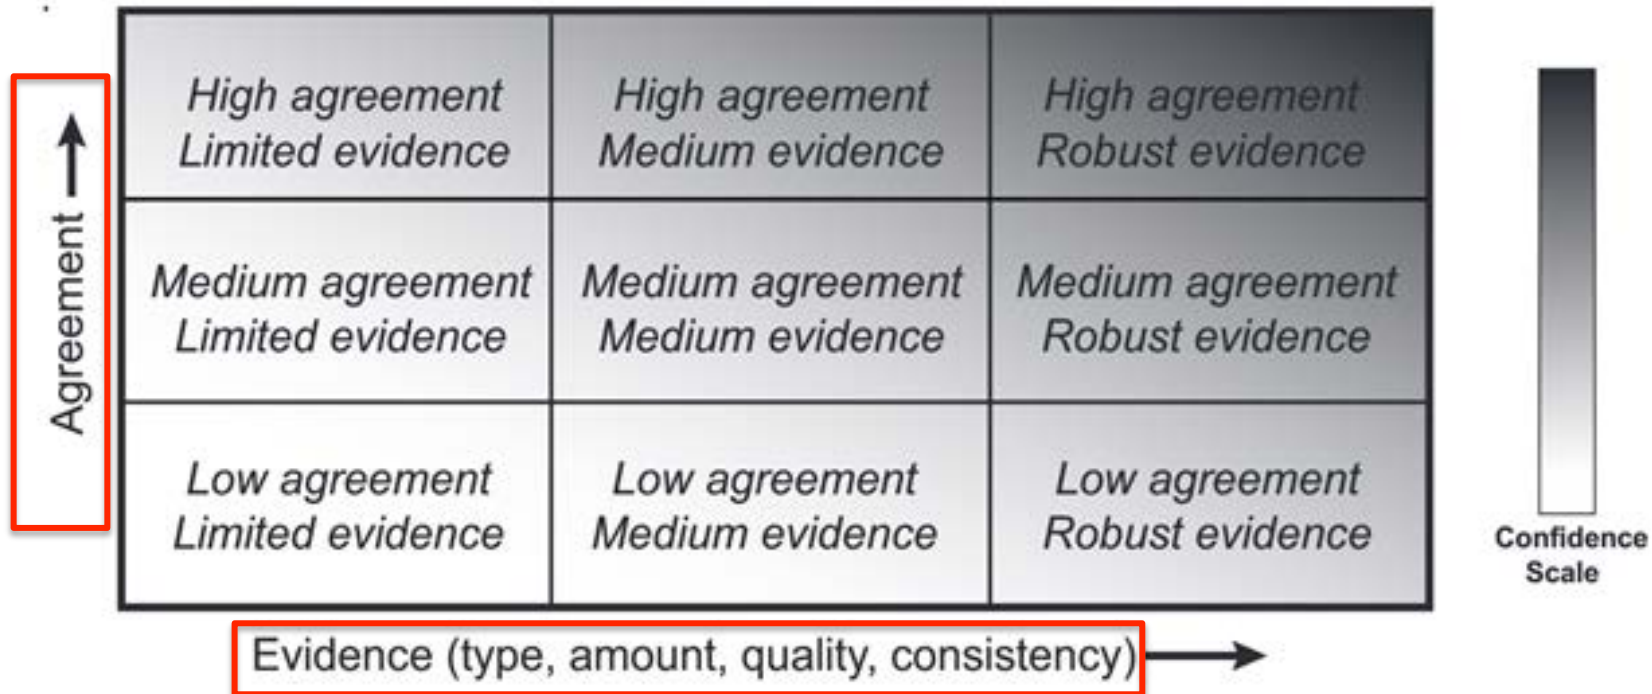 High agreement
Limited evidence
High agreement
Medium evidence
High agreement
Robust evidence
Agreement
Medium agreement
Limited evidence
Medium agreement
Medium evidence
Medium agreement
Robust evidence
Low agreement
Limited evidence
Low agreement
Medium evidence
Low agreement
Robust evidence
Confidence
Scale
Evidence (type, amount, quality, consistency)